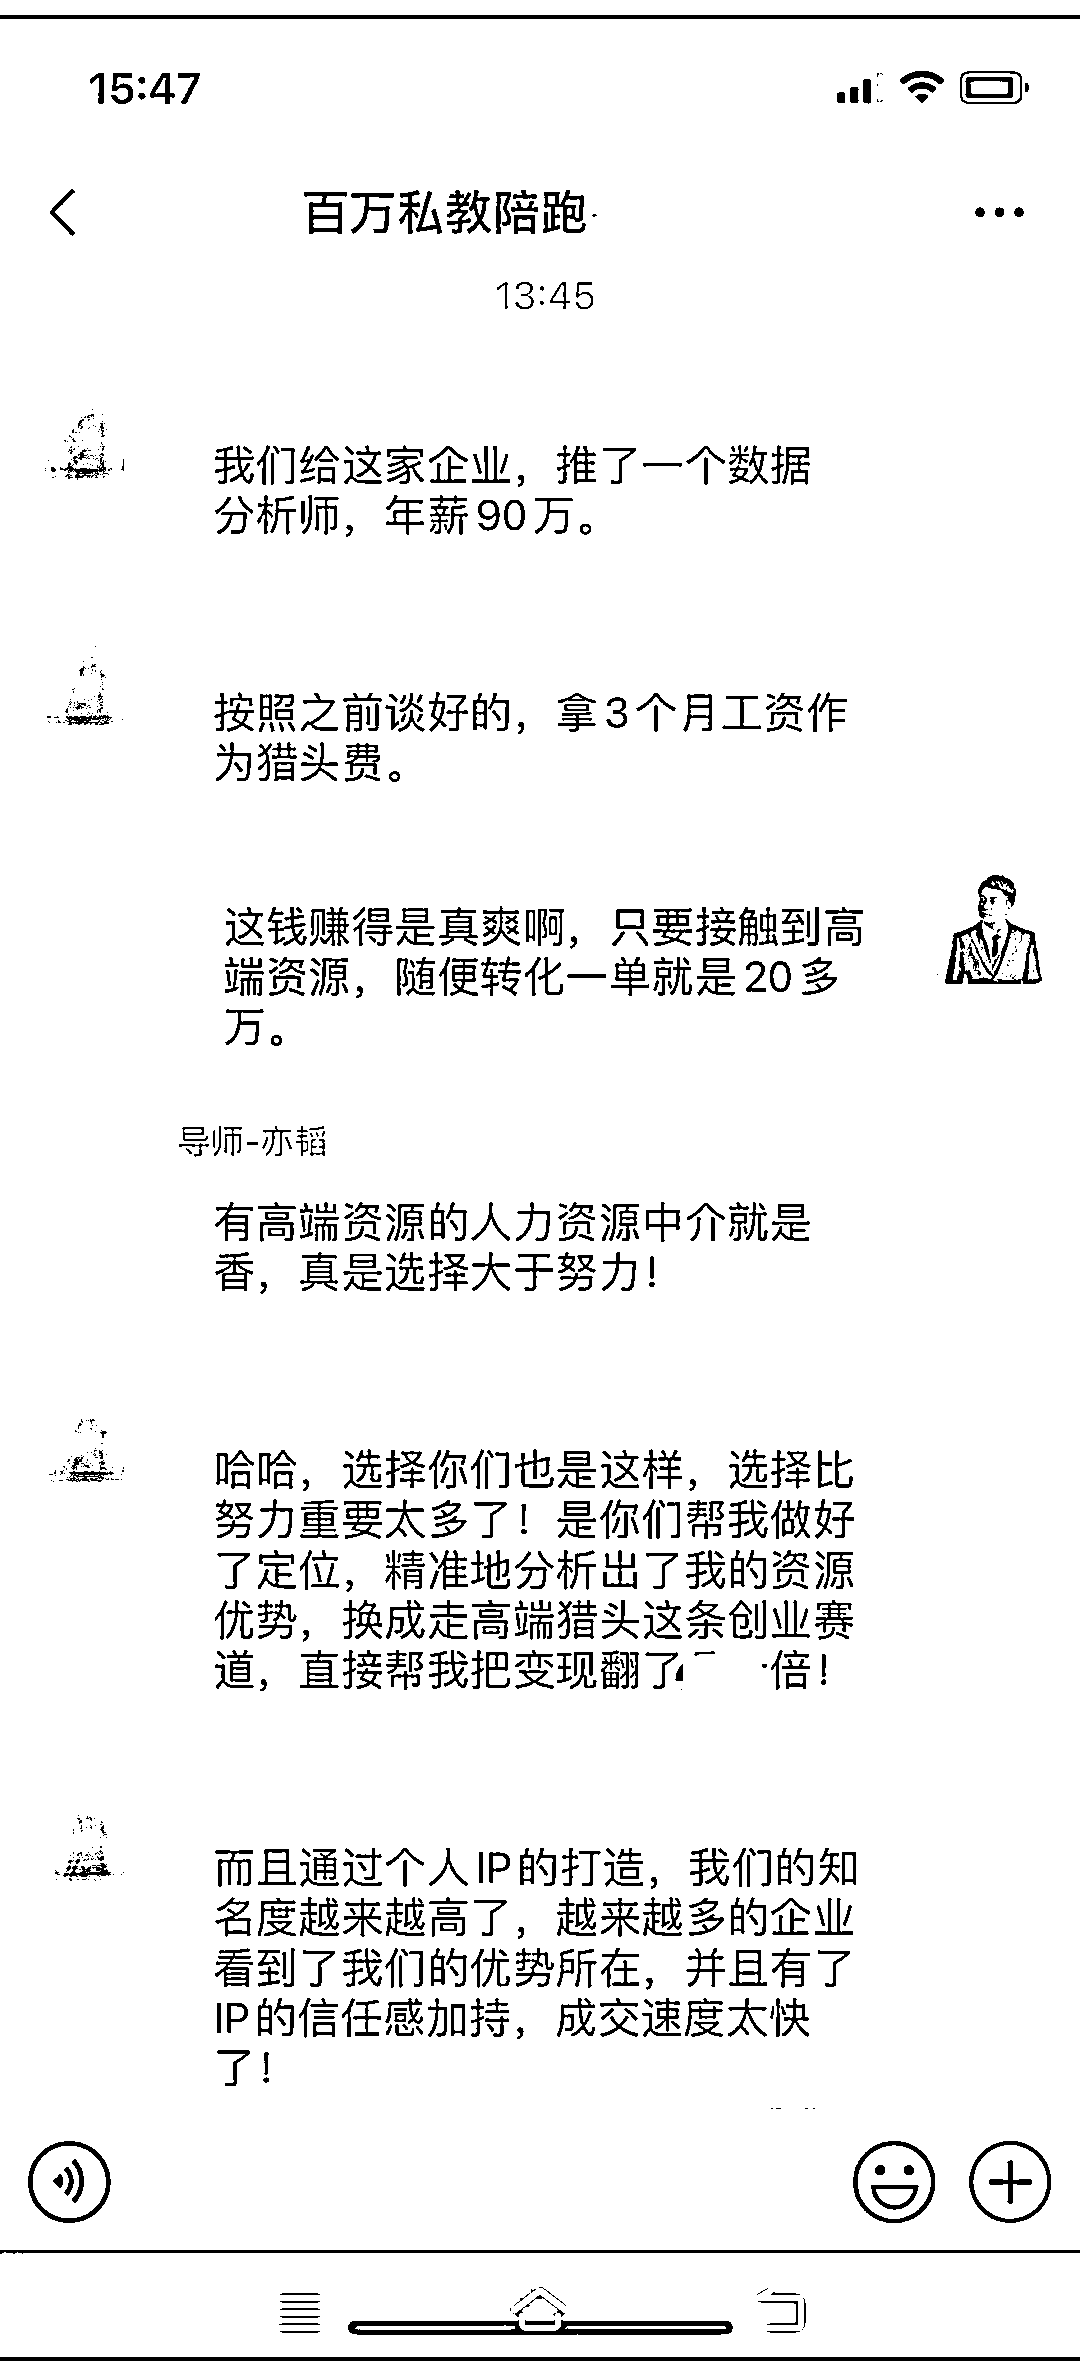 15:47
百万私教陪跑
13:45
我们给这家企业，推了一个数据
分析师，年薪90万。
按照之前谈好的，拿3个月工资作
为猎头费。
这钱赚得是真爽啊，只要接触到高
端资源，随便转化一单就是20多
万。
导师-亦韬
有高端资源的人力资源中介就是
香，真是选择大于努力！
哈哈，选择你们也是这样，选择比
努力重要太多了！是你们帮我做好
了定位，精准地分析出了我的资源
优势，换成走高端猎头这条创业赛
道，直接帮我把变现翻了倍！
而且通过个人IP的打造，我们的知
名度越来越高了，越来越多的企业
看到了我们的优势所在，并且有了
IP的信任感加持，成交速度太快
了！